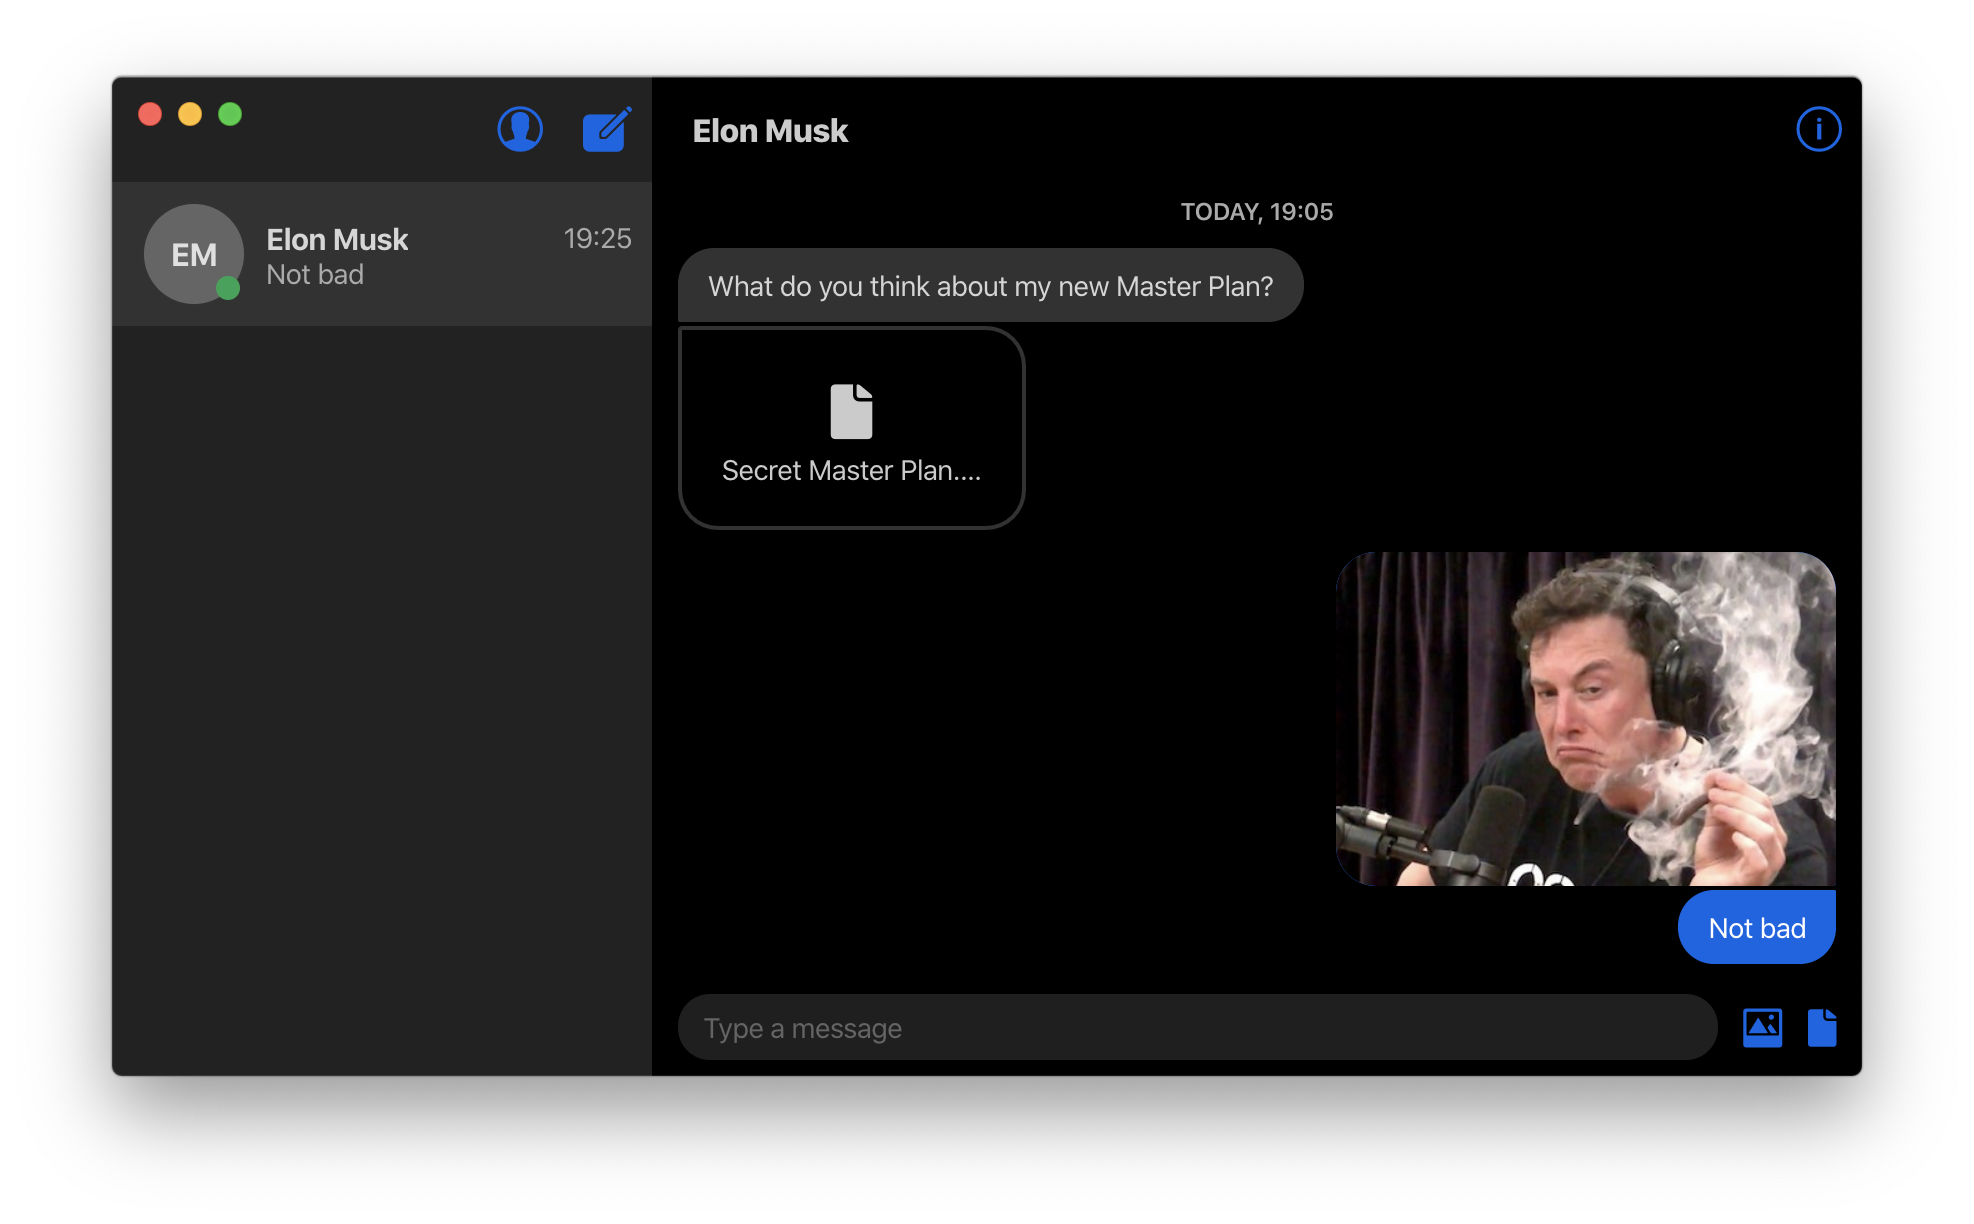 EM
Elon Musk
19:25
Not bad
Elon Musk
TODAY, 19:05
What do you think about my new Master Plan?
Secret Master Plan....
Not bad
Type a message